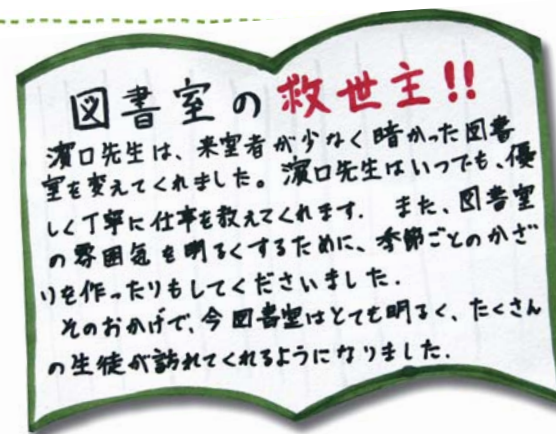 図書室の救世主!!
濵口先生は、来室者が少なく暗かった図書
室を変えてくれました。濵口先生はいつでも、優
しく丁寧に仕事を教えてくれます. また、図書室
の雰囲気を明るくするために、季節ごとのかざ
りを作ったりもしてくださいました.
そのおかげで、今図書室はとても明るく、たくさん
の生徒が訪れてくれるようになりました.